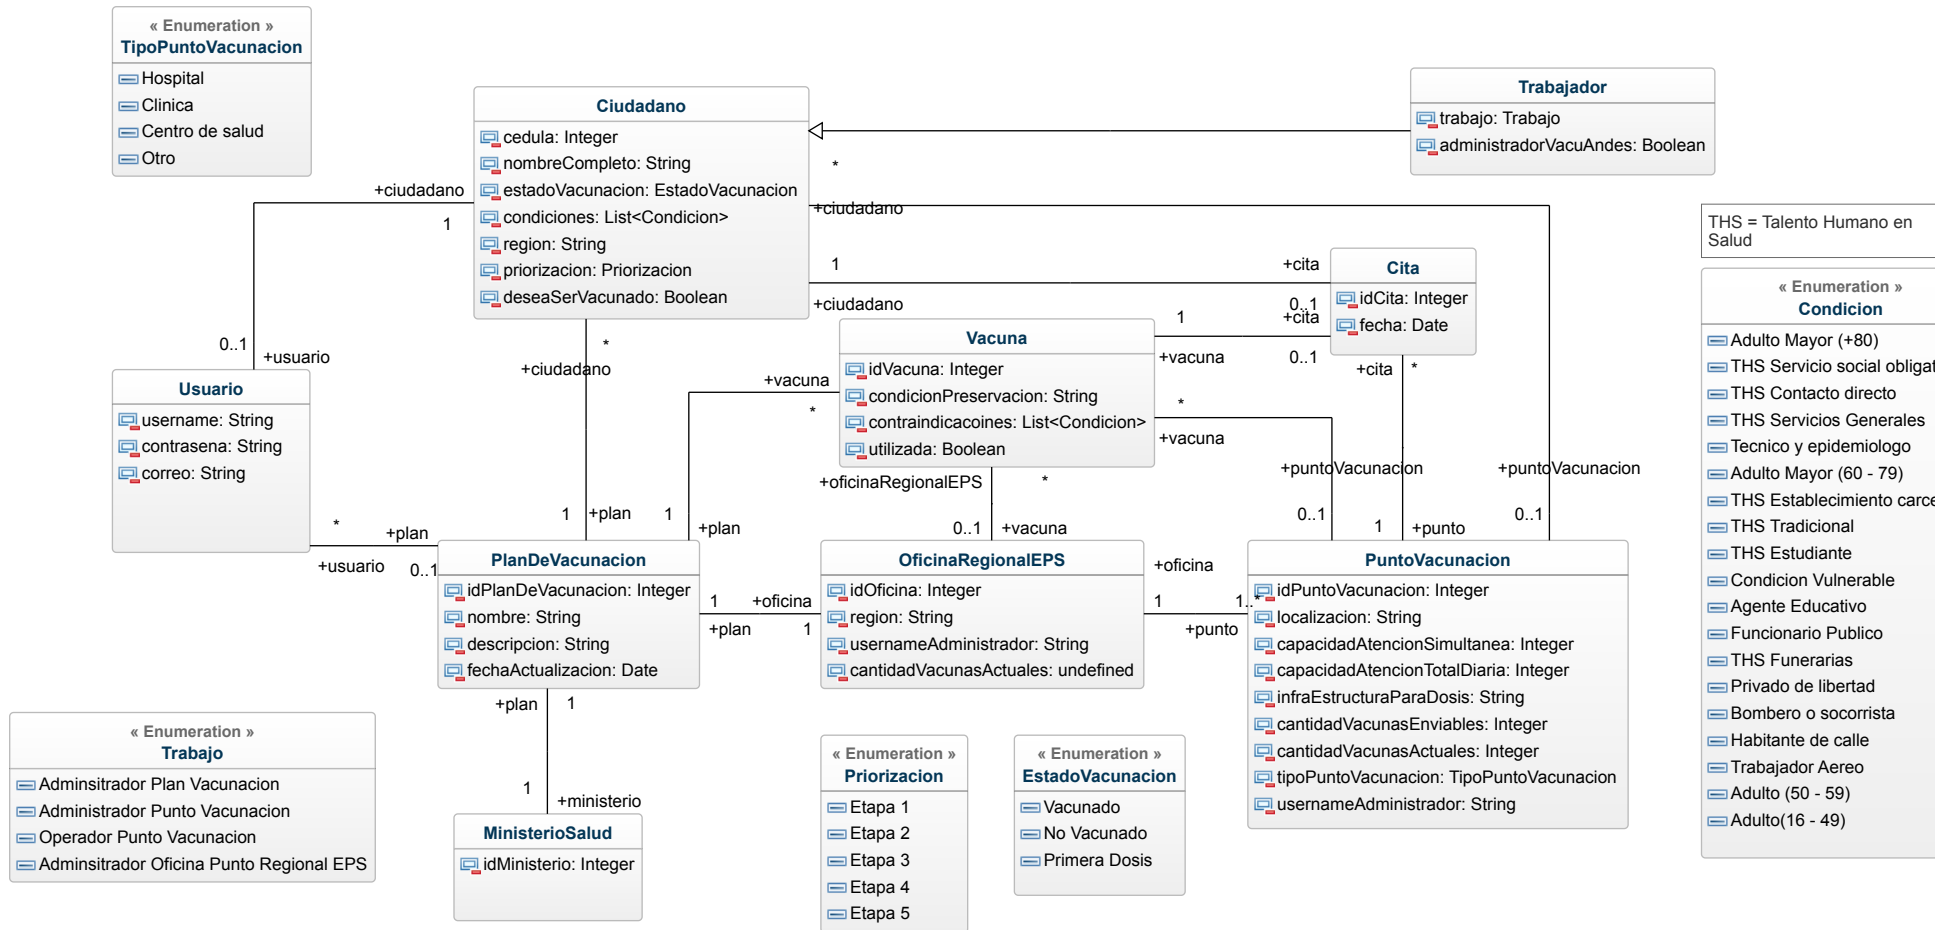 « Enumeration »
TipoPuntoVacunacion
Hospital
Clinica
Centro de salud
Otro
Ciudadano
cedula: Integer
nombreCompleto: String
estadoVacunacion: EstadoVacunacion
condiciones: List<Condicion>
region: String
priorizacion: Priorizacion
deseaSerVacunado: Boolean
Trabajador
trabajo: Trabajo
administradorVacuAndes: Boolean
THS = Talento Humano en
Salud
« Enumeration »
Condicion
Adulto Mayor (+80)
THS Servicio social obligat
THS Contacto directo
THS Servicios Generales
Tecnico y epidemiologo
Adulto Mayor (60 - 79)
THS Establecimiento carce
THS Tradicional
THS Estudiante
Condicion Vulnerable
Agente Educativo
Funcionario Publico
THS Funerarias
Privado de libertad
Bombero o socorrista
Habitante de calle
Trabajador Aereo
Adulto (50 - 59)
Adulto(16 - 49)
+ciudadano
1
0..1
+usuario
*
+ciudadano
1
+cita
+ciudadano
0..1
Cita
idCita: Integer
fecha: Date
1
+cita
+vacuna
0..1
+cita
*
Vacuna
idVacuna: Integer
condicionPreservacion: String
contraindicacoines: List<Condicion>
utilizada: Boolean
*
+ciudadano
1
+plan
+vacuna
*
1
+plan
*
+vacuna
+puntoVacunacion
0..1
+puntoVacunacion
0..1
1
+punto
+oficinaRegionalEPS
*
0..1
+vacuna
Usuario
username: String
contrasena: String
correo: String
*
+plan
+usuario
0..1
PlanDeVacunacion
idPlanDeVacunacion: Integer
nombre: String
descripcion: String
fechaActualizacion: Date
1
+oficina
+plan
1
OficinaRegionalEPS
idOficina: Integer
region: String
usernameAdministrador: String
cantidadVacunasActuales: undefined
+oficina
1
1..*
+punto
PuntoVacunacion
idPuntoVacunacion: Integer
localizacion: String
capacidadAtencionSimultanea: Integer
capacidadAtencionTotalDiaria: Integer
infraEstructuraParaDosis: String
cantidadVacunasEnviables: Integer
cantidadVacunasActuales: Integer
tipoPuntoVacunacion: TipoPuntoVacunacion
usernameAdministrador: String
+plan
1
1
+ministerio
MinisterioSalud
idMinisterio: Integer
« Enumeration »
Trabajo
Adminsitrador Plan Vacunacion
Administrador Punto Vacunacion
Operador Punto Vacunacion
Adminsitrador Oficina Punto Regional EPS
« Enumeration »
Priorizacion
Etapa 1
Etapa 2
Etapa 3
Etapa 4
Etapa 5
« Enumeration »
EstadoVacunacion
Vacunado
No Vacunado
Primera Dosis